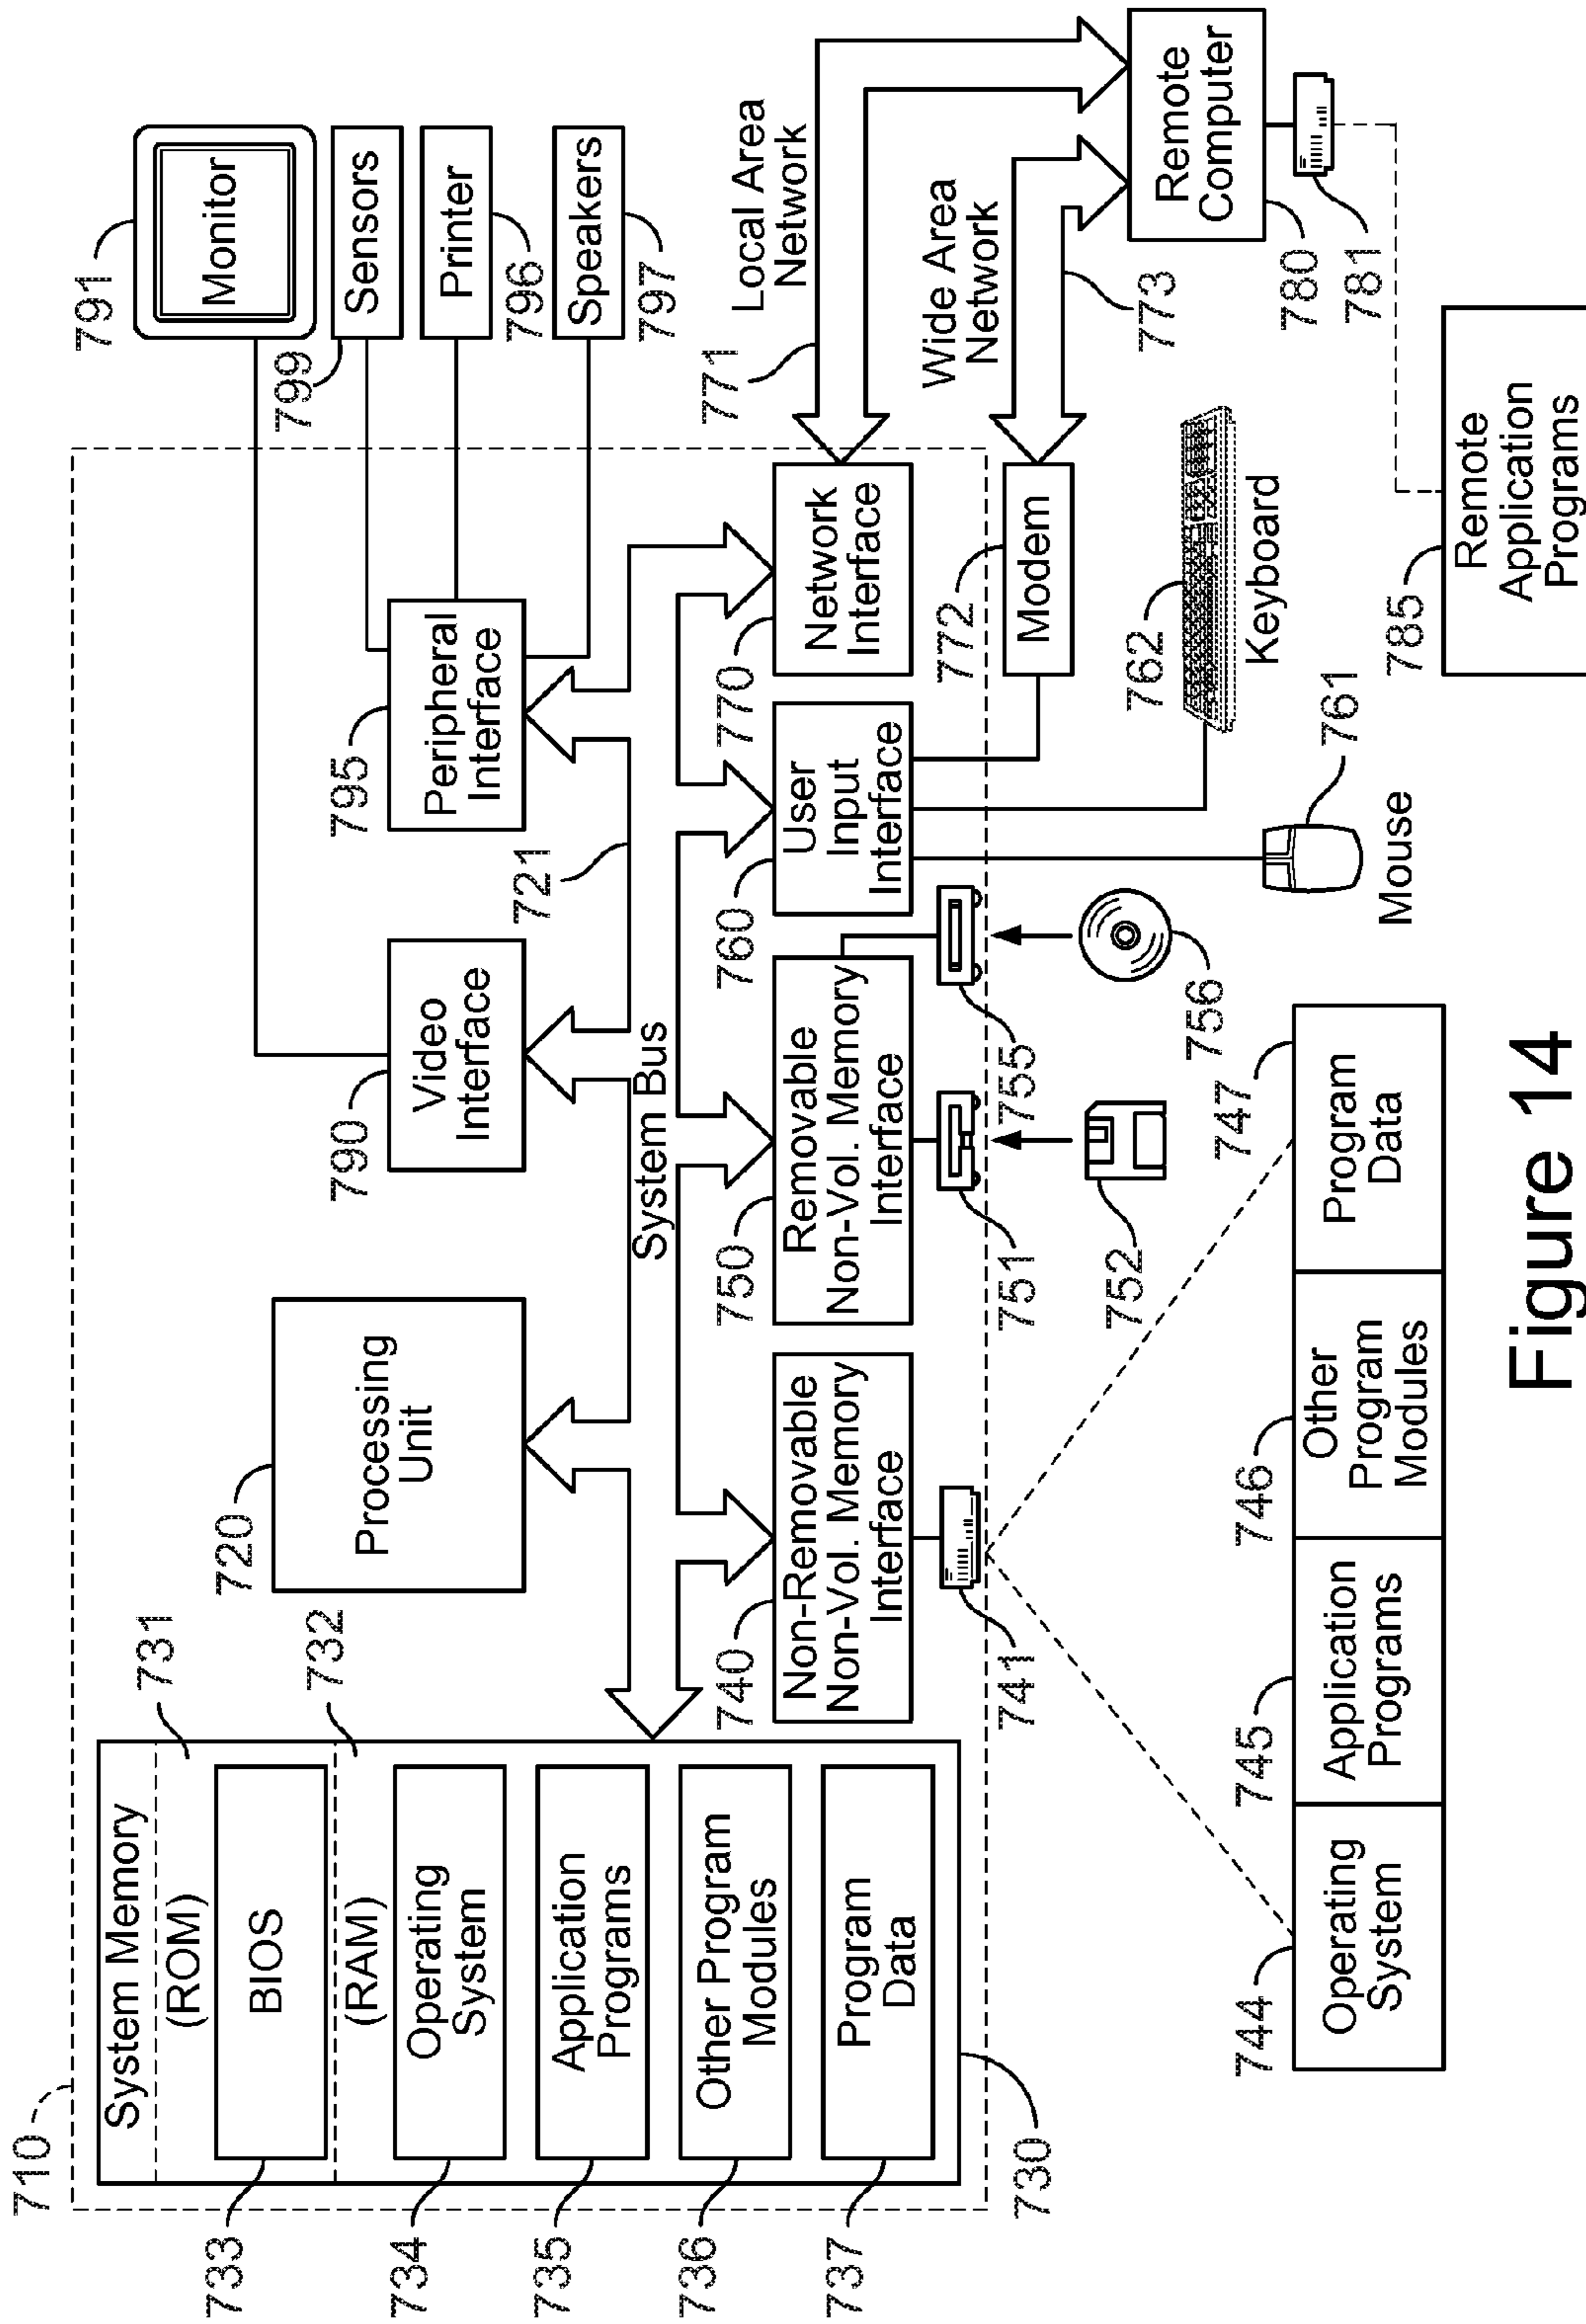 710
System Memory
(ROM)
731
BIOS
733
(RAM)
732
Operating
System
734
Application
Programs
735
Other Program
Modules
736
Program
Data
737
730
720
Processing
Unit
790
Video
Interface
795
Peripheral
Interface
721
System Bus
791
Monitor
799
Sensors
Printer
796
Speakers
797
740
Non-Removable
Non-Vol. Memory
Interface
741
750
Removable
Non-Vol. Memory
Interface
751
755
752
756
760
User
Input
Interface
770
Network
Interface
771
Local Area
Network
Wide Area
Network
773
772
Modem
762
Keyboard
761
Mouse
Remote
Computer
780
781
785
Remote
Application
Programs
744
Operating
System
745
Application
Programs
746
Other
Program
Modules
747
Program
Data
Figure 14